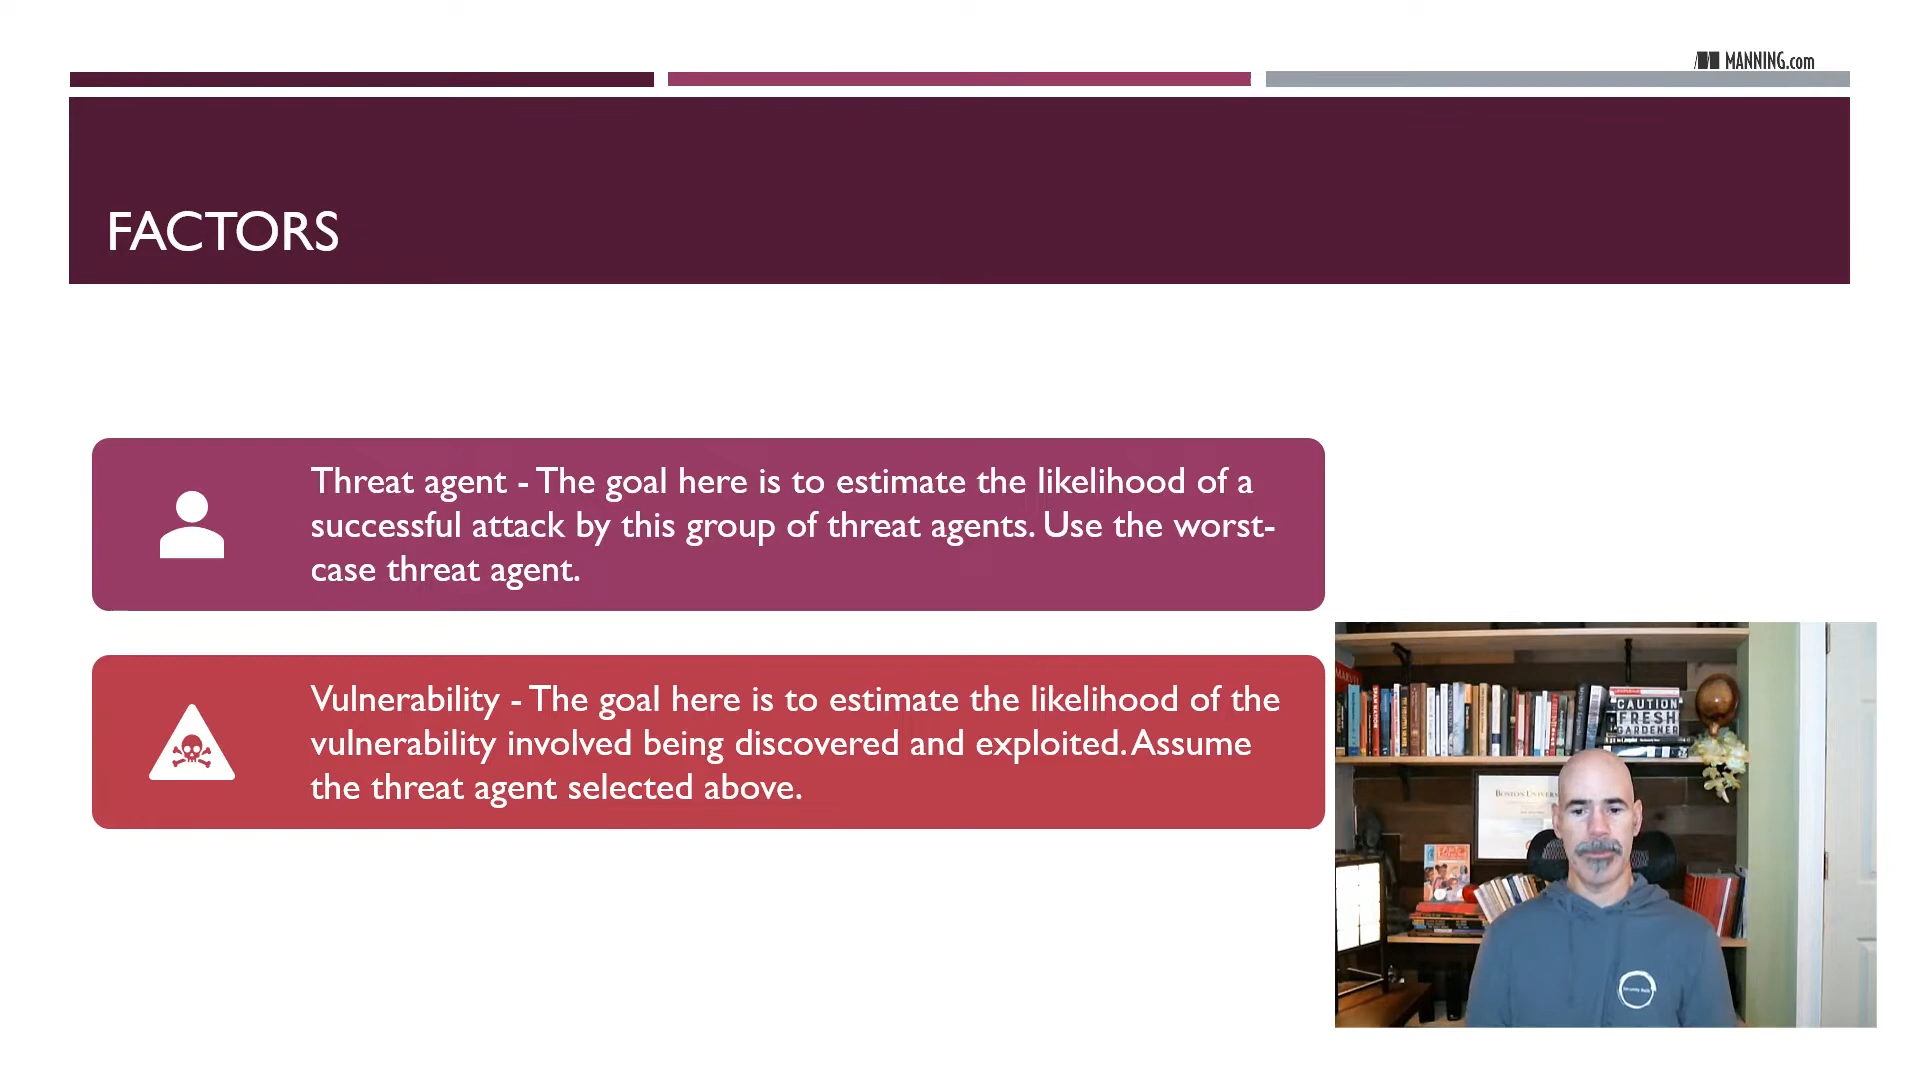 MANNING.com
FACTORS
Threat agent - The goal here is to estimate the likelihood of a
successful attack by this group of threat agents. Use the worst-
case threat agent.
Vulnerability - The goal here is to estimate the likelihood of the
vulnerability involved being discovered and exploited. Assume
the threat agent selected above.
CAUTION
FRESH
GARDENER